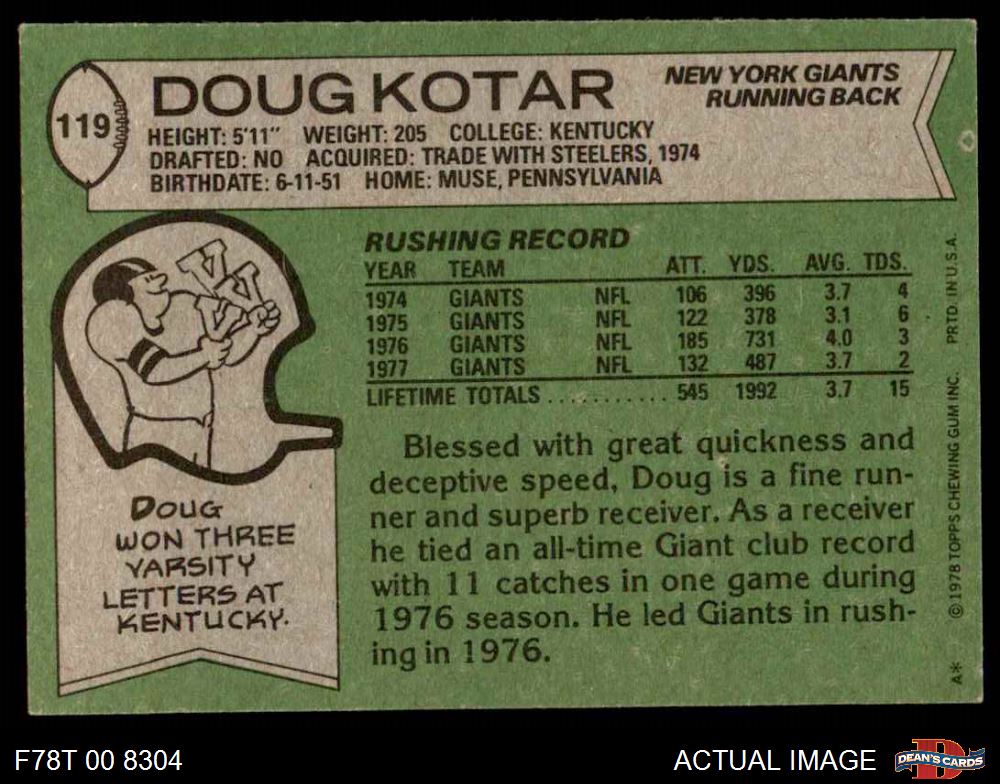 119
DOUG KOTAR
NEW YORK GIANTS
RUNNING BACK
HEIGHT: 5'11" WEIGHT: 205 COLLEGE: KENTUCKY
DRAFTED: NO ACQUIRED: TRADE WITH STEELERS, 1974
BIRTHDATE: 6-11-51 HOME: MUSE, PENNSYLVANIA
RUSHING RECORD
YEAR TEAM ATT. YDS. AVG. TDS.
1974 GIANTS NFL 106 396 3.7 4
1975 GIANTS NFL 122 378 3.1 6
1976 GIANTS NFL 185 731 4.0 3
1977 GIANTS NFL 132 487 3.7 2
LIFETIME TOTALS ........... 545 1992 3.7 15
Blessed with great quickness and
deceptive speed, Doug is a fine run-
ner and superb receiver. As a receiver
he tied an all-time Giant club record
with 11 catches in one game during
1976 season. He led Giants in rush-
ing in 1976.
V V
V
DOUG
WON THREE
VARSITY
LETTERS AT
KENTUCKY.
A* ©1978 TOPPS CHEWING GUM INC. PRTD. IN U.S.A.
F78T 00 8304
ACTUAL IMAGE
D
DEAN'S CARDS